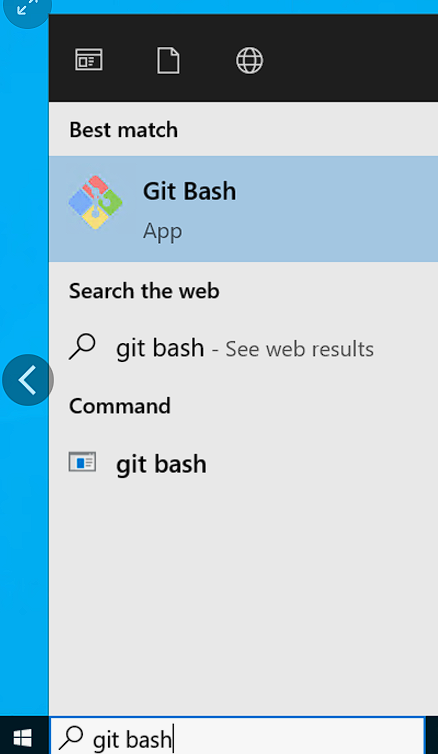 Best match
Git Bash
App
Search the web
git bash - See web results
Command
git bash
git bash